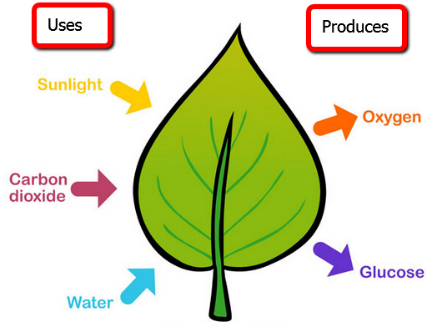 Uses
Produces
Sunlight
Oxygen
Carbon
dioxide
Glucose
Water